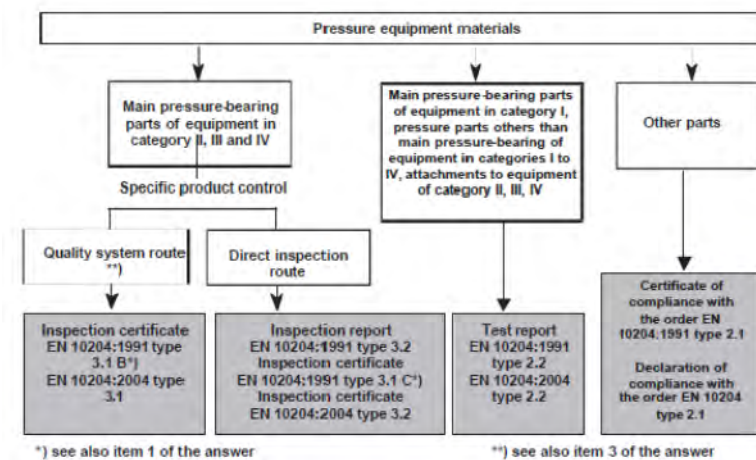 Pressure equipment materials
Main pressure-bearing
parts of equipment in
category II, III and IV
Main pressure-bearing parts
of equipment in category I,
pressure parts others than
main pressure-bearing of
equipment in categories I to
IV, attachments to equipment
of category II, III, IV
Other parts
Specific product control
Quality system route
**)
Direct inspection
route
Inspection certificate
EN 10204:1991 type
3.1 B*)
EN 10204:2004 type
3.1
Inspection report
EN 10204:1991 type 3.2
Inspection certificate
EN 10204:1991 type 3.1 C*)
Inspection certificate
EN 10204:2004 type 3.2
Test report
EN 10204:1991
type 2.2
EN 10204:2004
type 2.2
Certificate of
compliance with
the order EN
10204:1991 type 2.1
Declaration of
compliance with
the order EN 10204
type 2.1
*) see also item 1 of the answer
**) see also item 3 of the answer